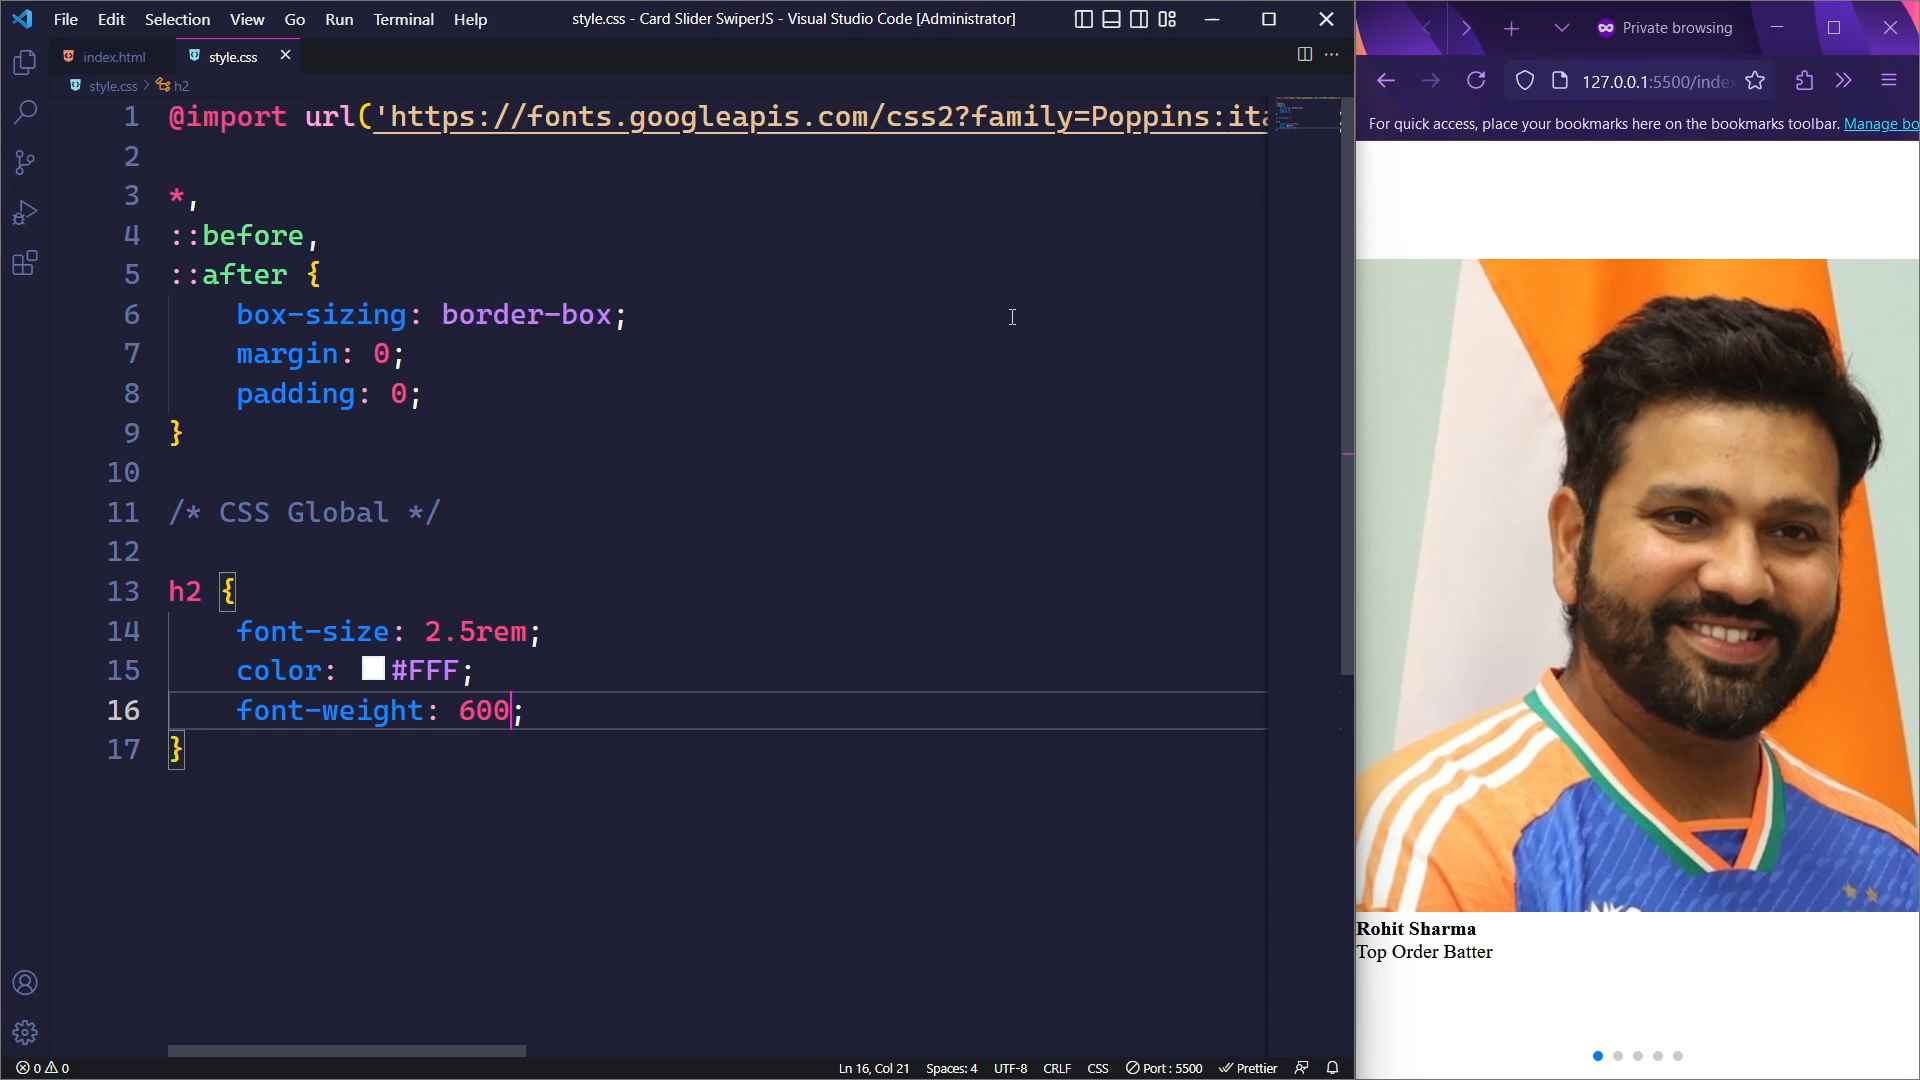 File Edit Selection View Go Run Terminal Help
style.css - Card Slider SwiperJS - Visual Studio Code [Administrator]
index.html
style.css
style.css > h2
1 @import url('https://fonts.googleapis.com/css2?family=Poppins:ita
2
3 *,
4 ::before,
5 ::after {
6 box-sizing: border-box;
7 margin: 0;
8 padding: 0;
9 }
10
11 /* CSS Global */
12
13 h2 {
14 font-size: 2.5rem;
15 color: #FFF;
16 font-weight: 600;
17 }
0 0
Ln 16, Col 21 Spaces: 4 UTF-8 CRLF CSS Port : 5500 Prettier
Private browsing
127.0.0.1:5500/inde
For quick access, place your bookmarks here on the bookmarks toolbar. Manage bo
Rohit Sharma
Top Order Batter